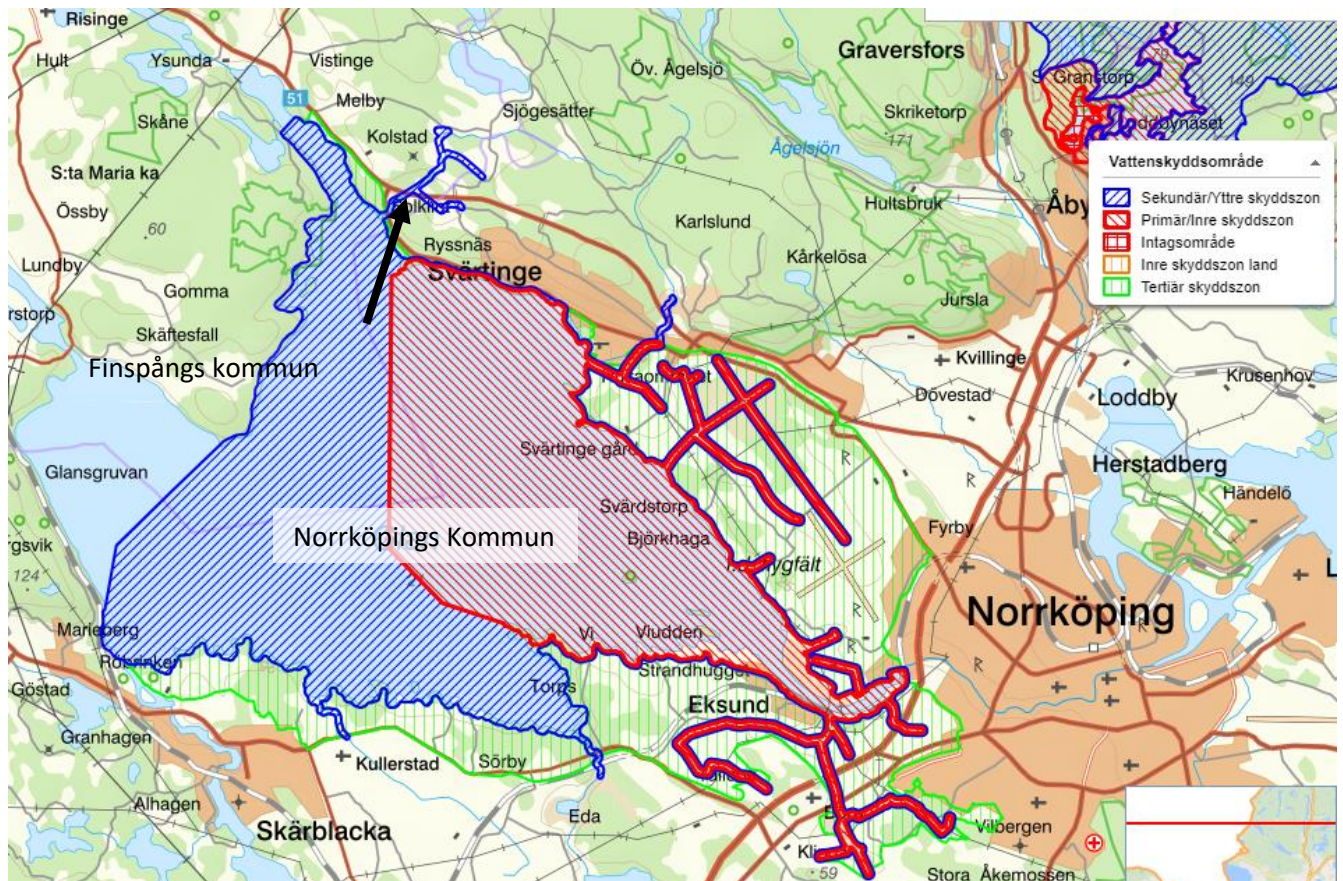 Risinge
Hult
Ysunda
Vistinge
51
Melby
Skåne
Kolstad
Sjögesätter
Öv. Ågelsjö
Graversfors
Skriketorp
171
Ågelsjön
S. Granstorp
79
149
Vattenskyddsområde
Sekundär/Yttre skyddszon
Primär/Inre skyddszon
Intagsområde
Inre skyddszon land
Tertiär skyddszon
S:ta Maria ka
Össby
60
Lundby
Gomma
Skäftesfall
Ryssnäs
Svärtinge
Karlslund
Hultsbruk
Kårkelösa
Jursla
Finspångs kommun
Kvillinge
Dövestad
Loddby
Krusenhov
Glansgruvan
Svärtinge gård
Herstadberg
Händelö
Norrköpings Kommun
Svärdstorp
Björkhaga
Fyrby
124
Norrköping
Marieberg
Vi
Viudden
Strandhugget
Göstad
Torps
Eksund
Granhagen
Kullerstad
Sörby
Alhagen
Eda
Skärblacka
Vilbergen
59
Stora Åkemossen